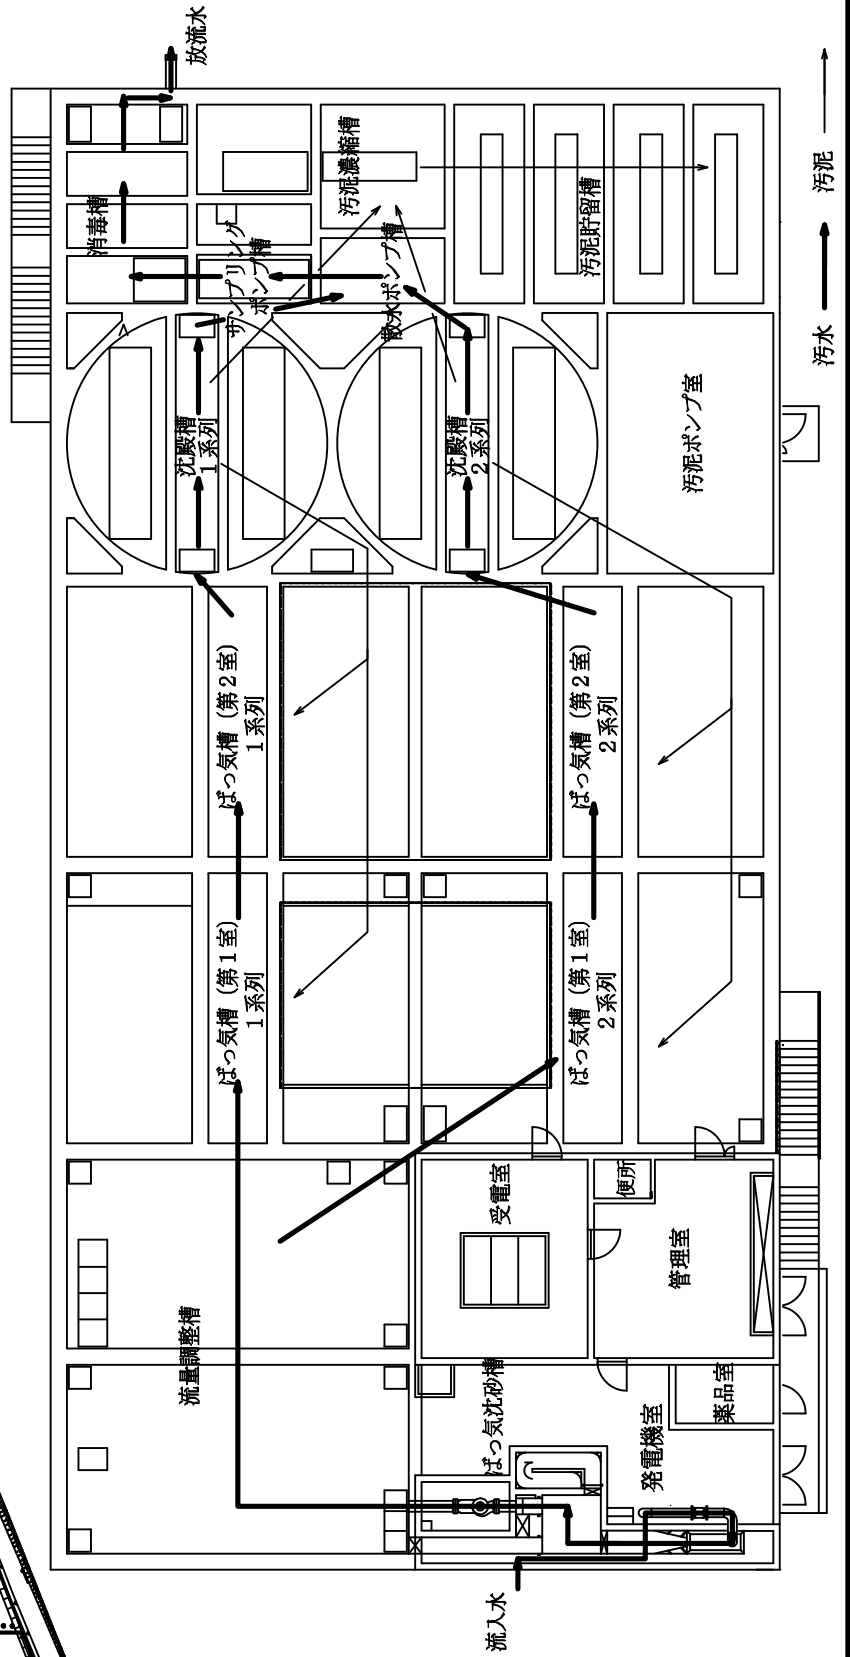 放流水
消毒槽
サンプリング
ポンプ槽
汚泥濃縮槽
散水ポンプ槽
汚泥貯留槽
沈殿槽
1系列
沈殿槽
2系列
汚泥ポンプ室
ばっ気槽（第2室）
1系列
ばっ気槽（第2室）
2系列
ばっ気槽（第1室）
1系列
ばっ気槽（第1室）
2系列
流量調整槽
受電室
便所
管理室
ばっ気沈砂槽
発電機室
薬品室
流入水
汚水
汚泥